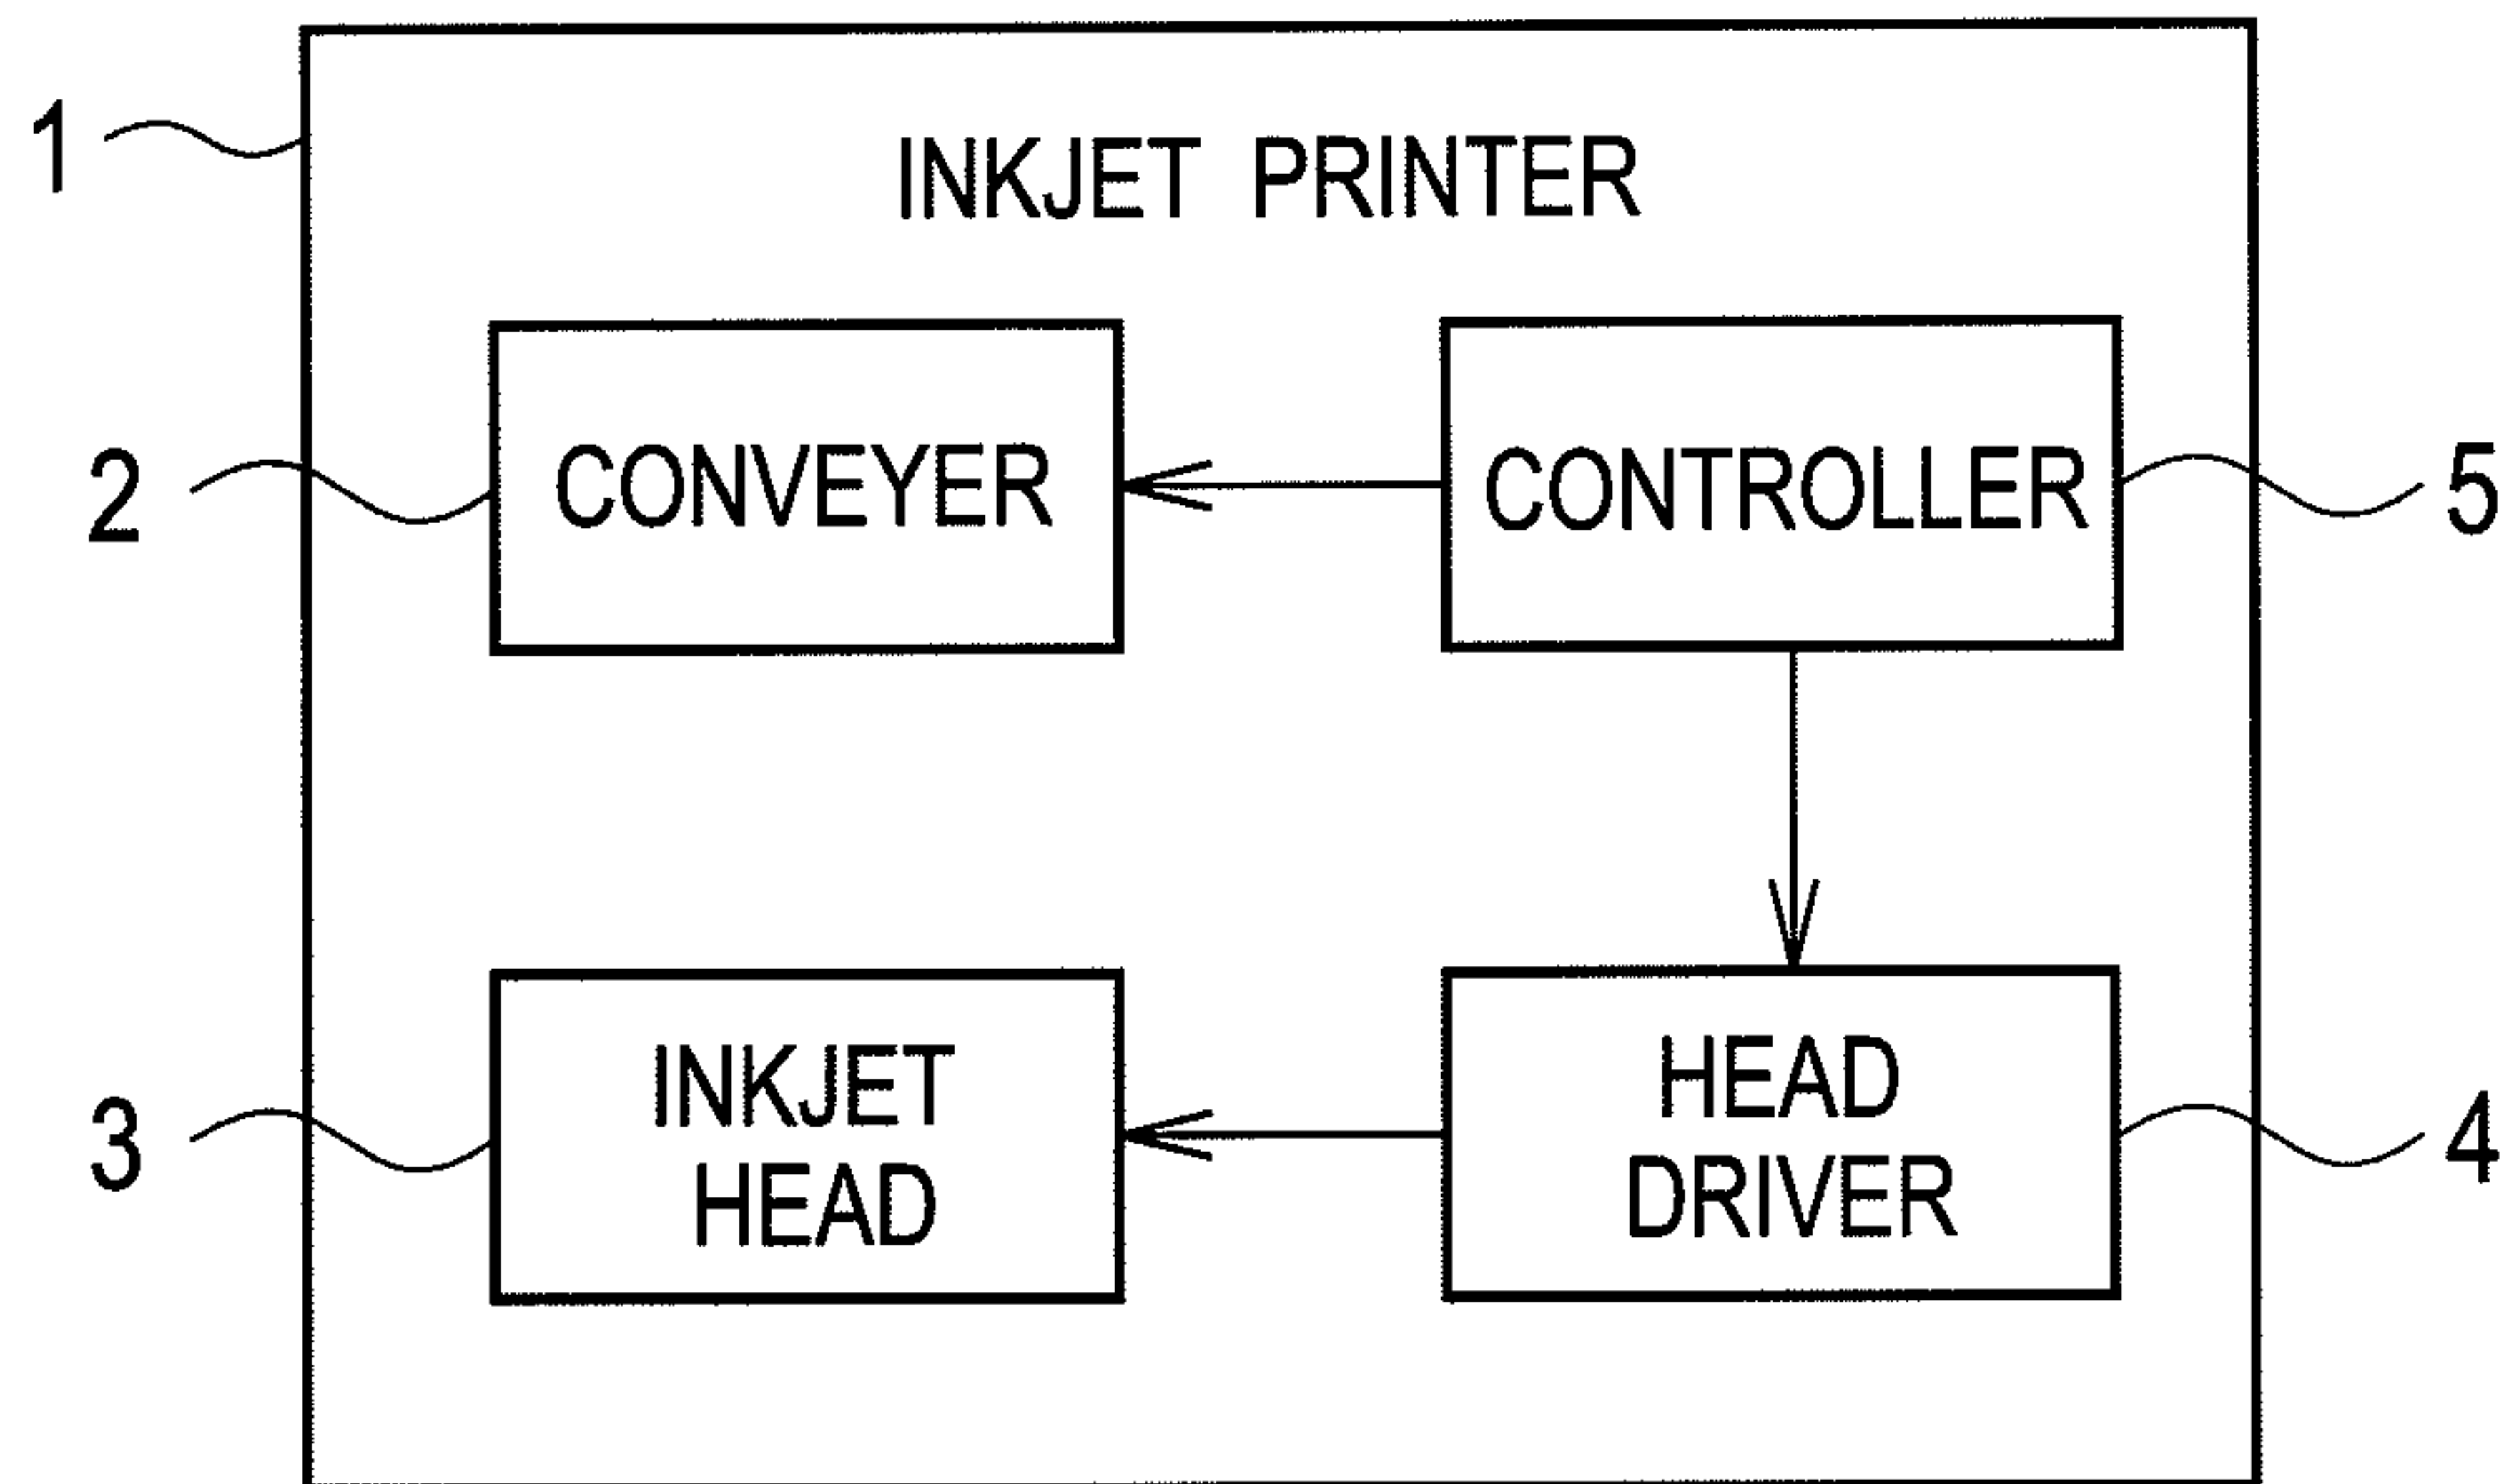 1
INKJET PRINTER
2
CONVEYER
CONTROLLER
5
3
INKJET
HEAD
HEAD
DRIVER
4